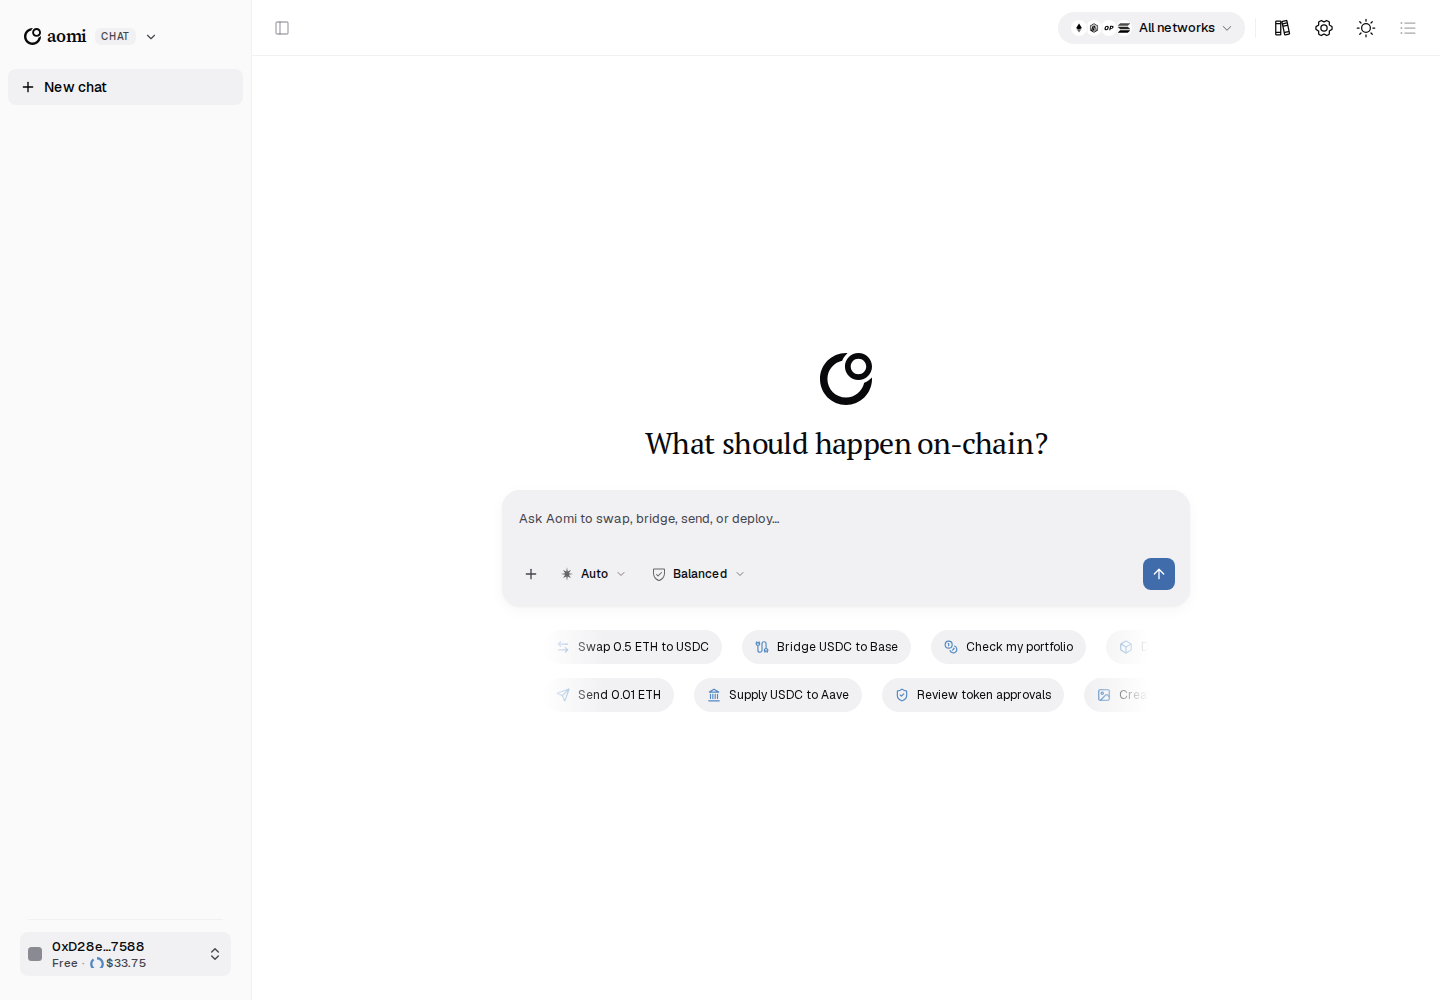 aomi CHAT
New chat
All networks
What should happen on-chain?
Ask Aomi to swap, bridge, send, or deploy...
Auto
Balanced
Swap 0.5 ETH to USDC
Bridge USDC to Base
Check my portfolio
Send 0.01 ETH
Supply USDC to Aave
Review token approvals
0xD28e...7588
Free · $33.75